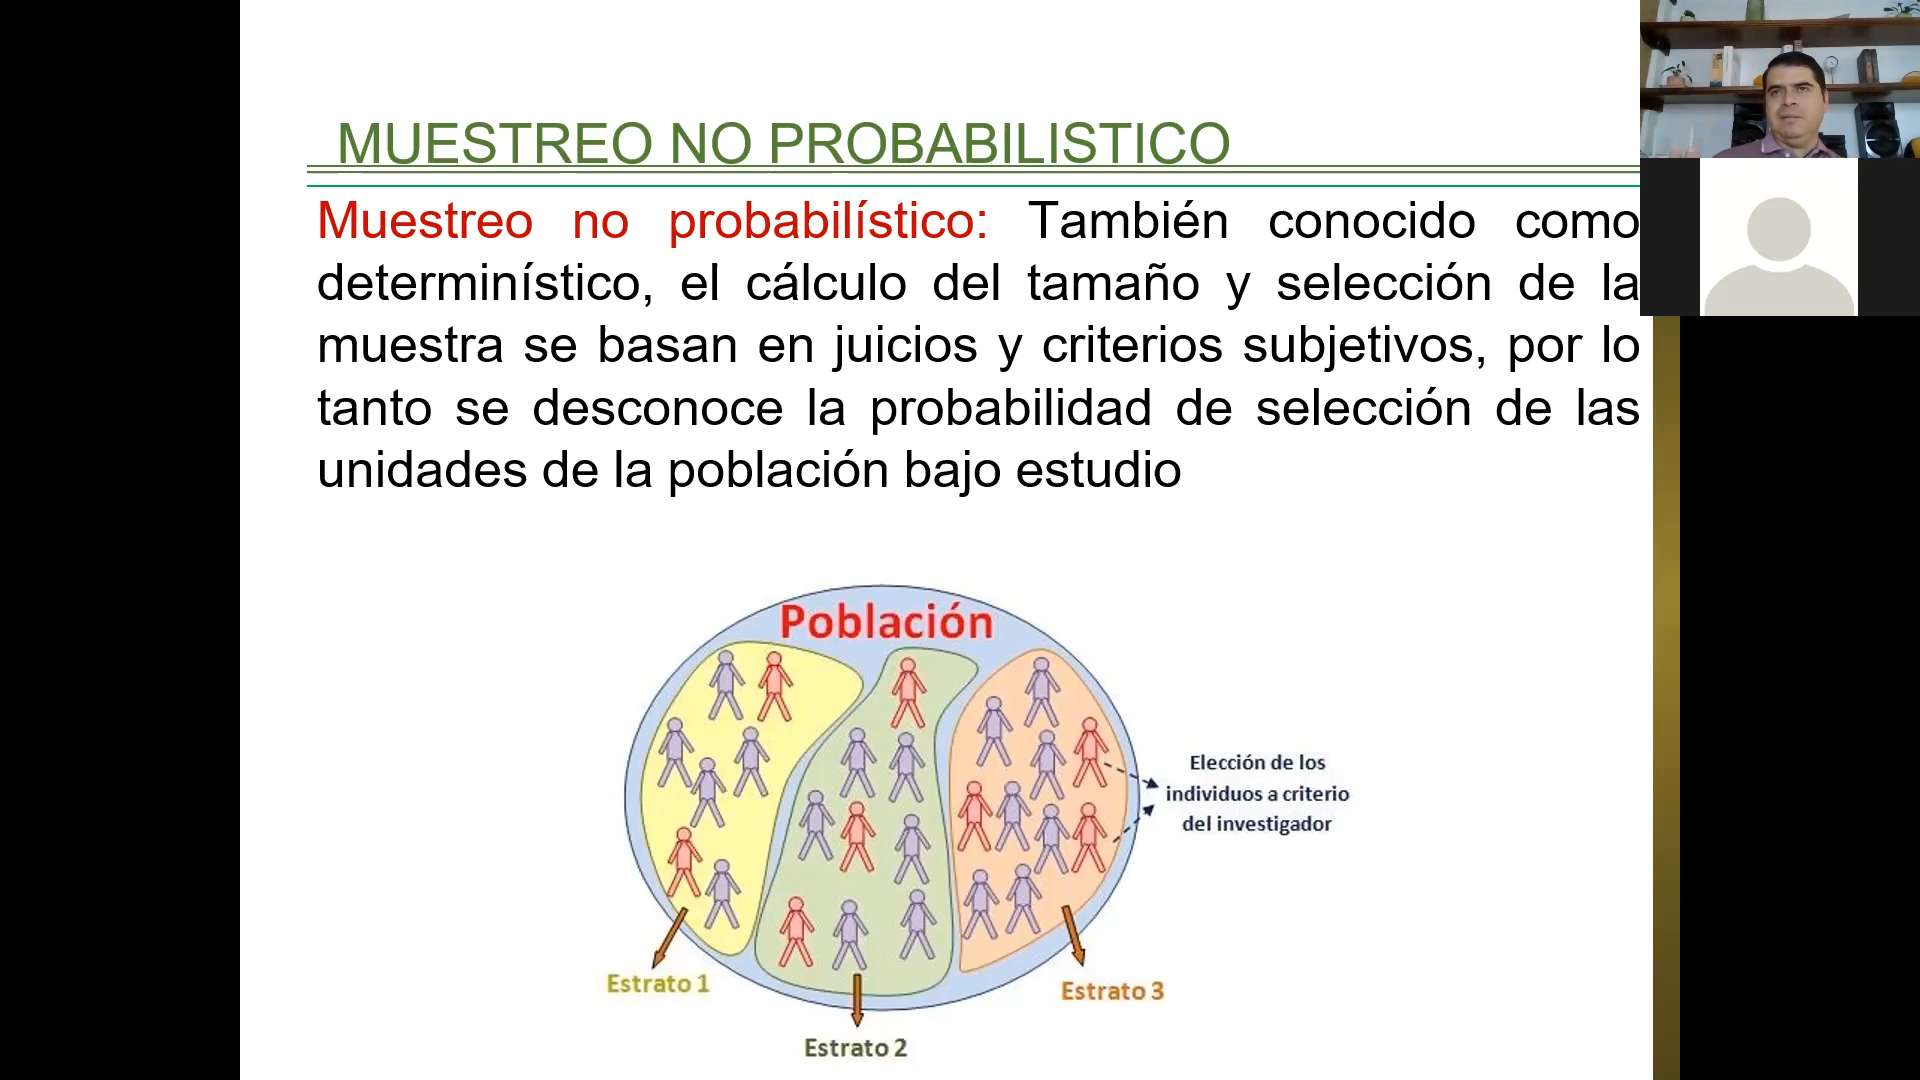 MUESTREO NO PROBABILISTICO
Muestreo no probabilístico: También conocido como
determinístico, el cálculo del tamaño y selección de la
muestra se basan en juicios y criterios subjetivos, por lo
tanto se desconoce la probabilidad de selección de las
unidades de la población bajo estudio
Población
Elección de los
individuos a criterio
del investigador
Estrato 1
Estrato 3
Estrato 2